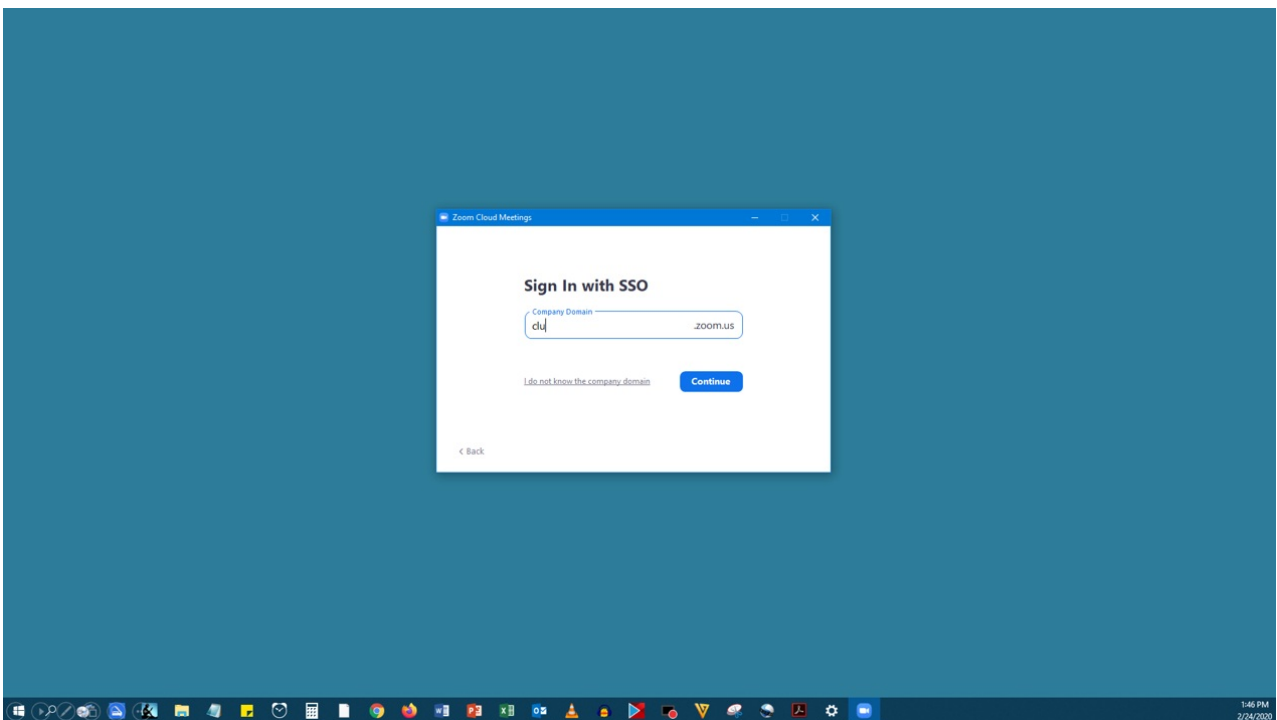 Zoom Cloud Meetings
Sign In with SSO
Company Domain
clu .zoom.us
I do not know the company domain Continue
< Back
1:46 PM
2/24/2020